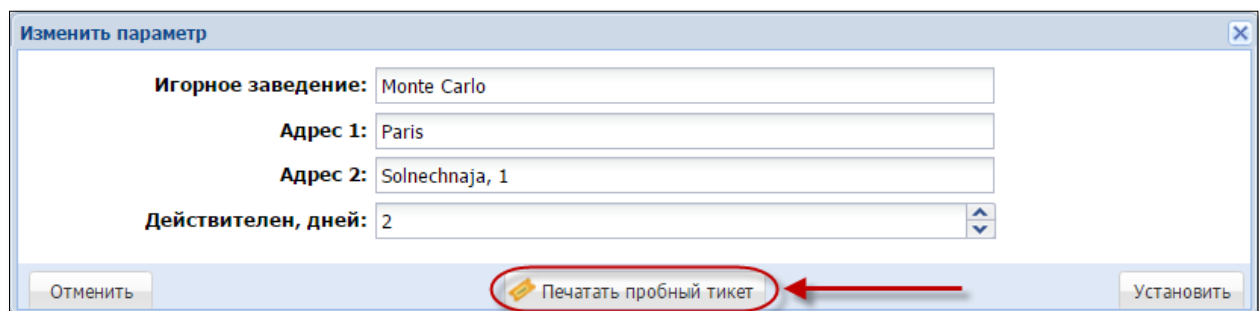 Изменить параметр
Игорное заведение: Monte Carlo
Адрес 1: Paris
Адрес 2: Solnechnaja, 1
Действителен, дней: 2
Отменить Печатать пробный тикет Установить